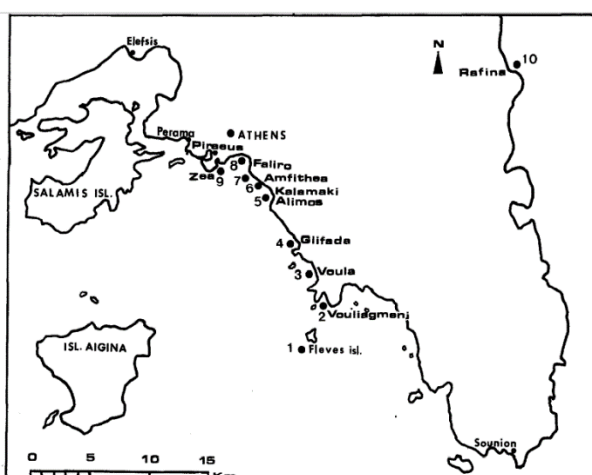 Elefsis
N
10
Rafina
Perama
ATHENS
Piraeus
8 Faliro
Zea 9
7 Amfithea
6 Kalamaki
5 Alimos
SALAMIS ISL.
4 Glifada
3 Voula
2 Vouliagmeni
1 Fleves isl.
ISL. AIGINA
Sounion
0 5 10 15
Km